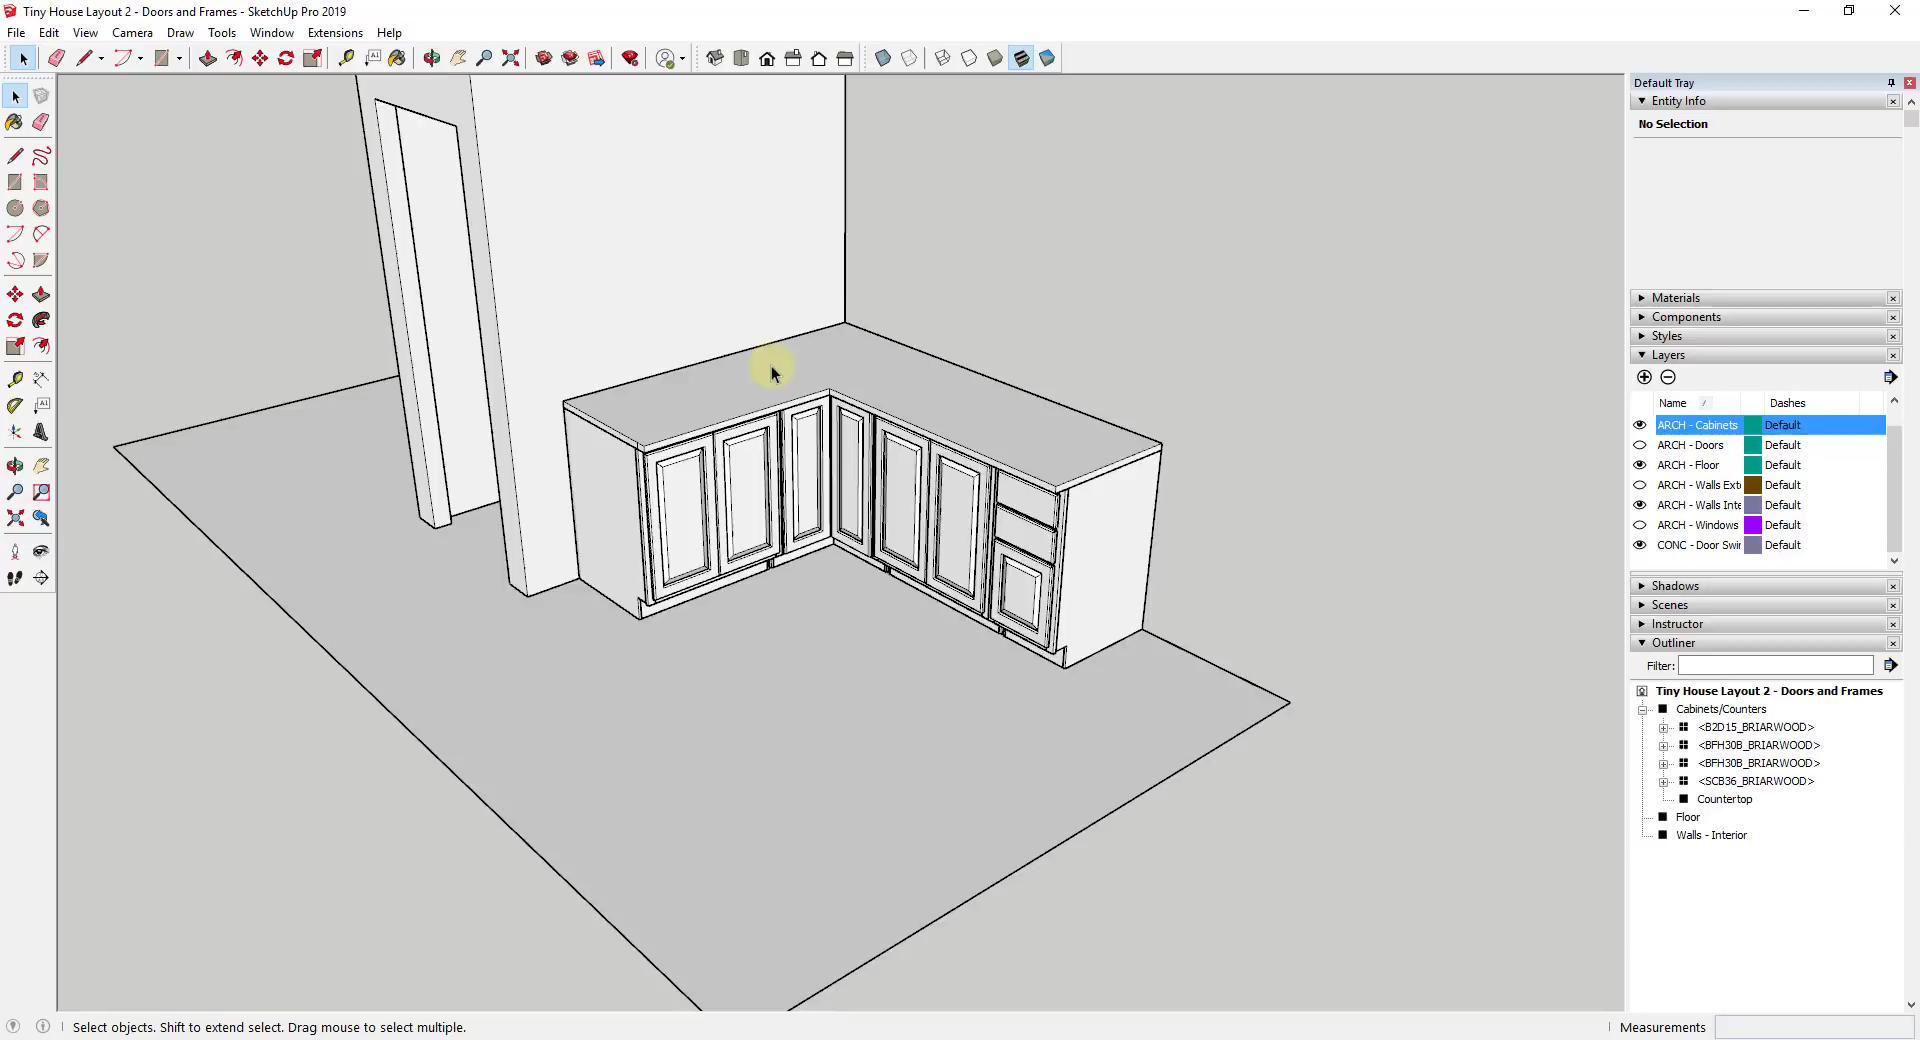 Tiny House Layout 2 - Doors and Frames - SketchUp Pro 2019
File Edit View Camera Draw Tools Window Extensions Help
Default Tray
Entity Info
No Selection
Materials
Components
Styles
Layers
Name Dashes
ARCH - Cabinets Default
ARCH - Doors Default
ARCH - Floor Default
ARCH - Walls Ext Default
ARCH - Walls Inte Default
ARCH - Windows Default
CONC - Door Swi Default
Shadows
Scenes
Instructor
Outliner
Filter:
Tiny House Layout 2 - Doors and Frames
Cabinets/Counters
<B2D15_BRIARWOOD>
<BFH30B_BRIARWOOD>
<BFH30B_BRIARWOOD>
<SCB36_BRIARWOOD>
Countertop
Floor
Walls - Interior
Select objects. Shift to extend select. Drag mouse to select multiple.
Measurements